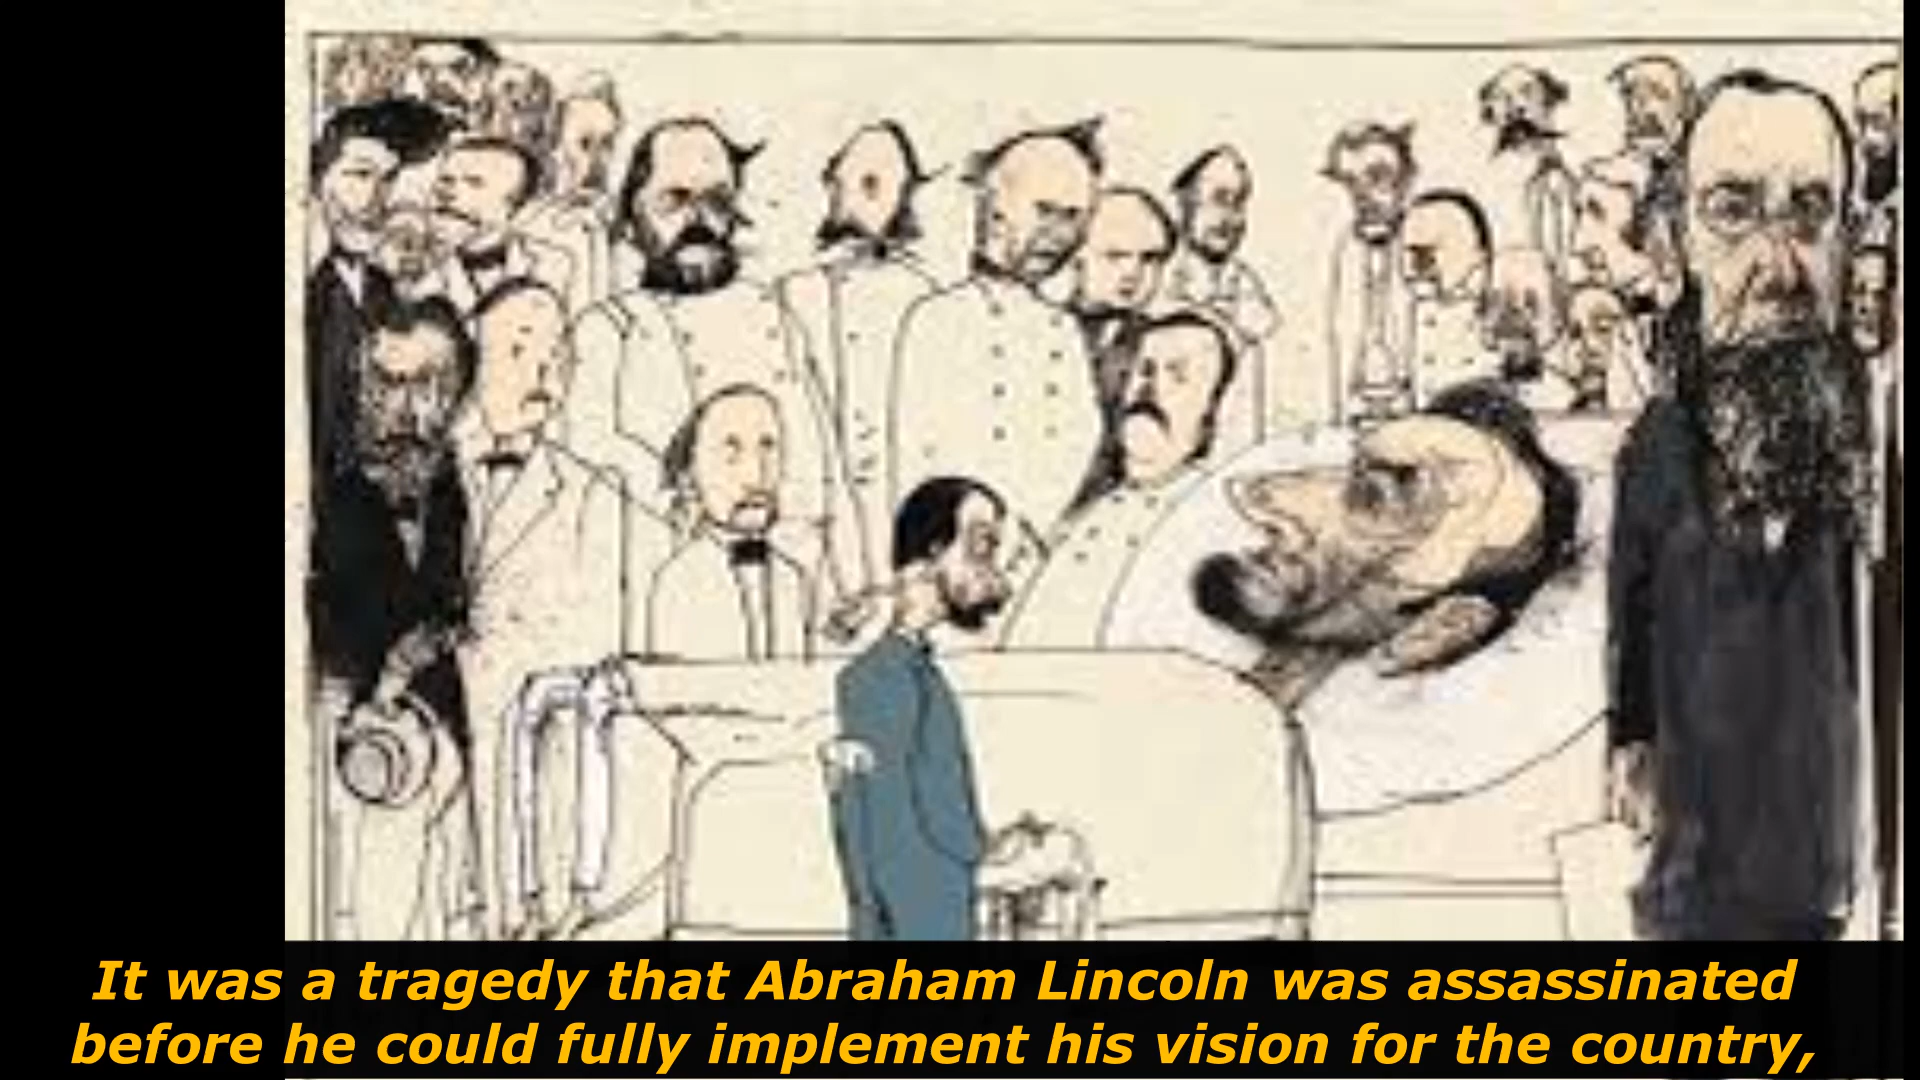 It was a tragedy that Abraham Lincoln was assassinated
before he could fully implement his vision for the country,